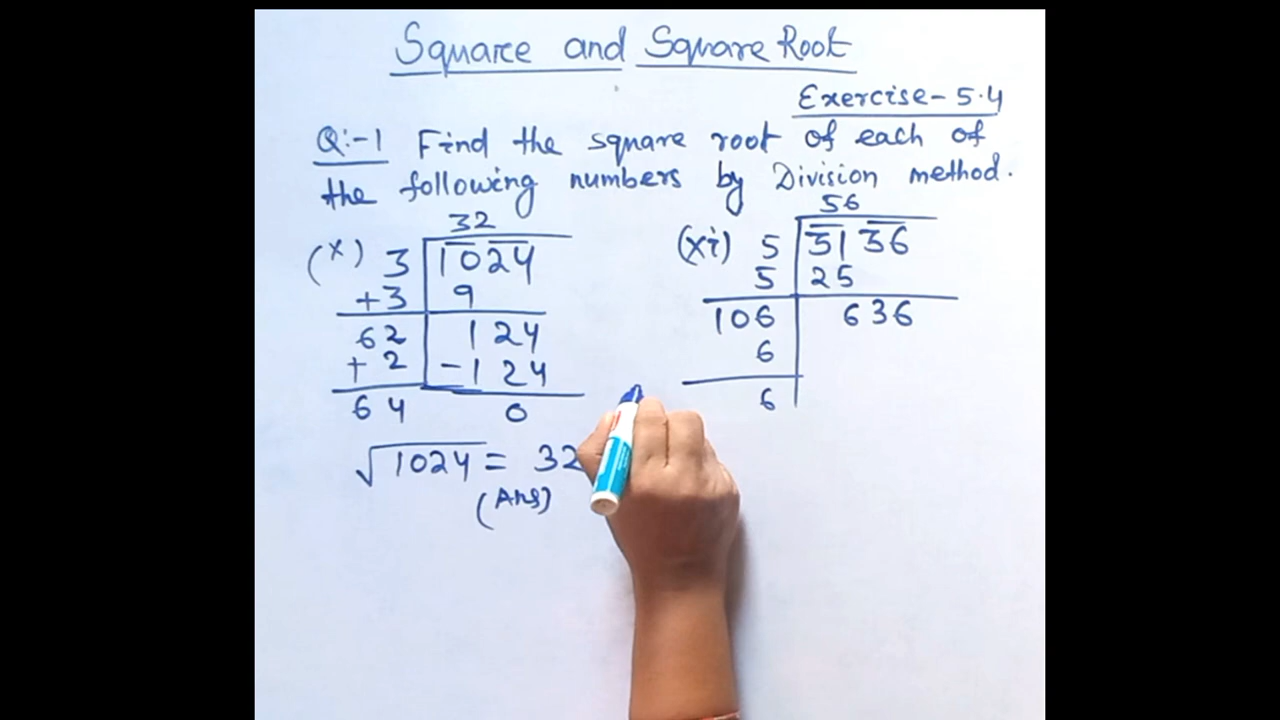 Square and Square Root
Exercise-5.4
Q:-1 Find the square root of each of
the following numbers by Division method.
32
(x) 3 1024
+3 9
62 124
+2 -124
64 0
√1024 = 32
(Ans)
56
(xi) 5 3136
5 25
106 636
6
6